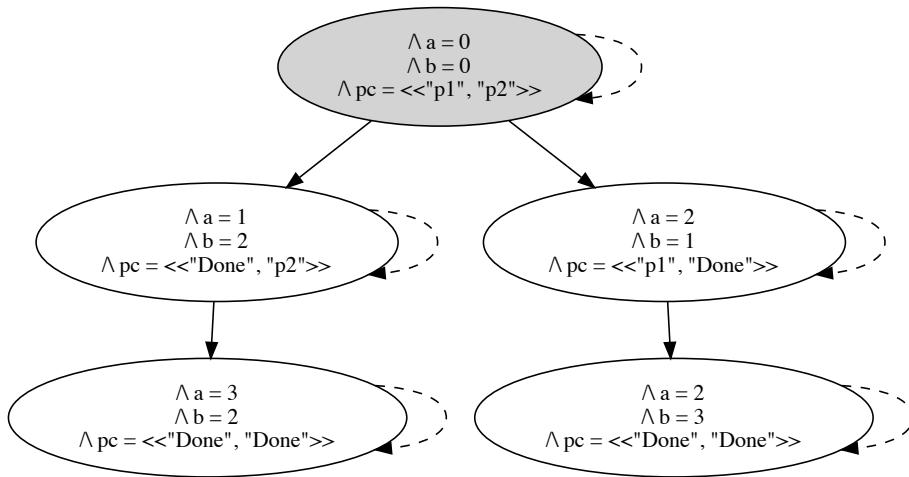 /\ a = 0
/\ b = 0
/\ pc = <<"p1", "p2">>
/\ a = 1
/\ b = 2
/\ pc = <<"Done", "p2">>
/\ a = 2
/\ b = 1
/\ pc = <<"p1", "Done">>
/\ a = 3
/\ b = 2
/\ pc = <<"Done", "Done">>
/\ a = 2
/\ b = 3
/\ pc = <<"Done", "Done">>